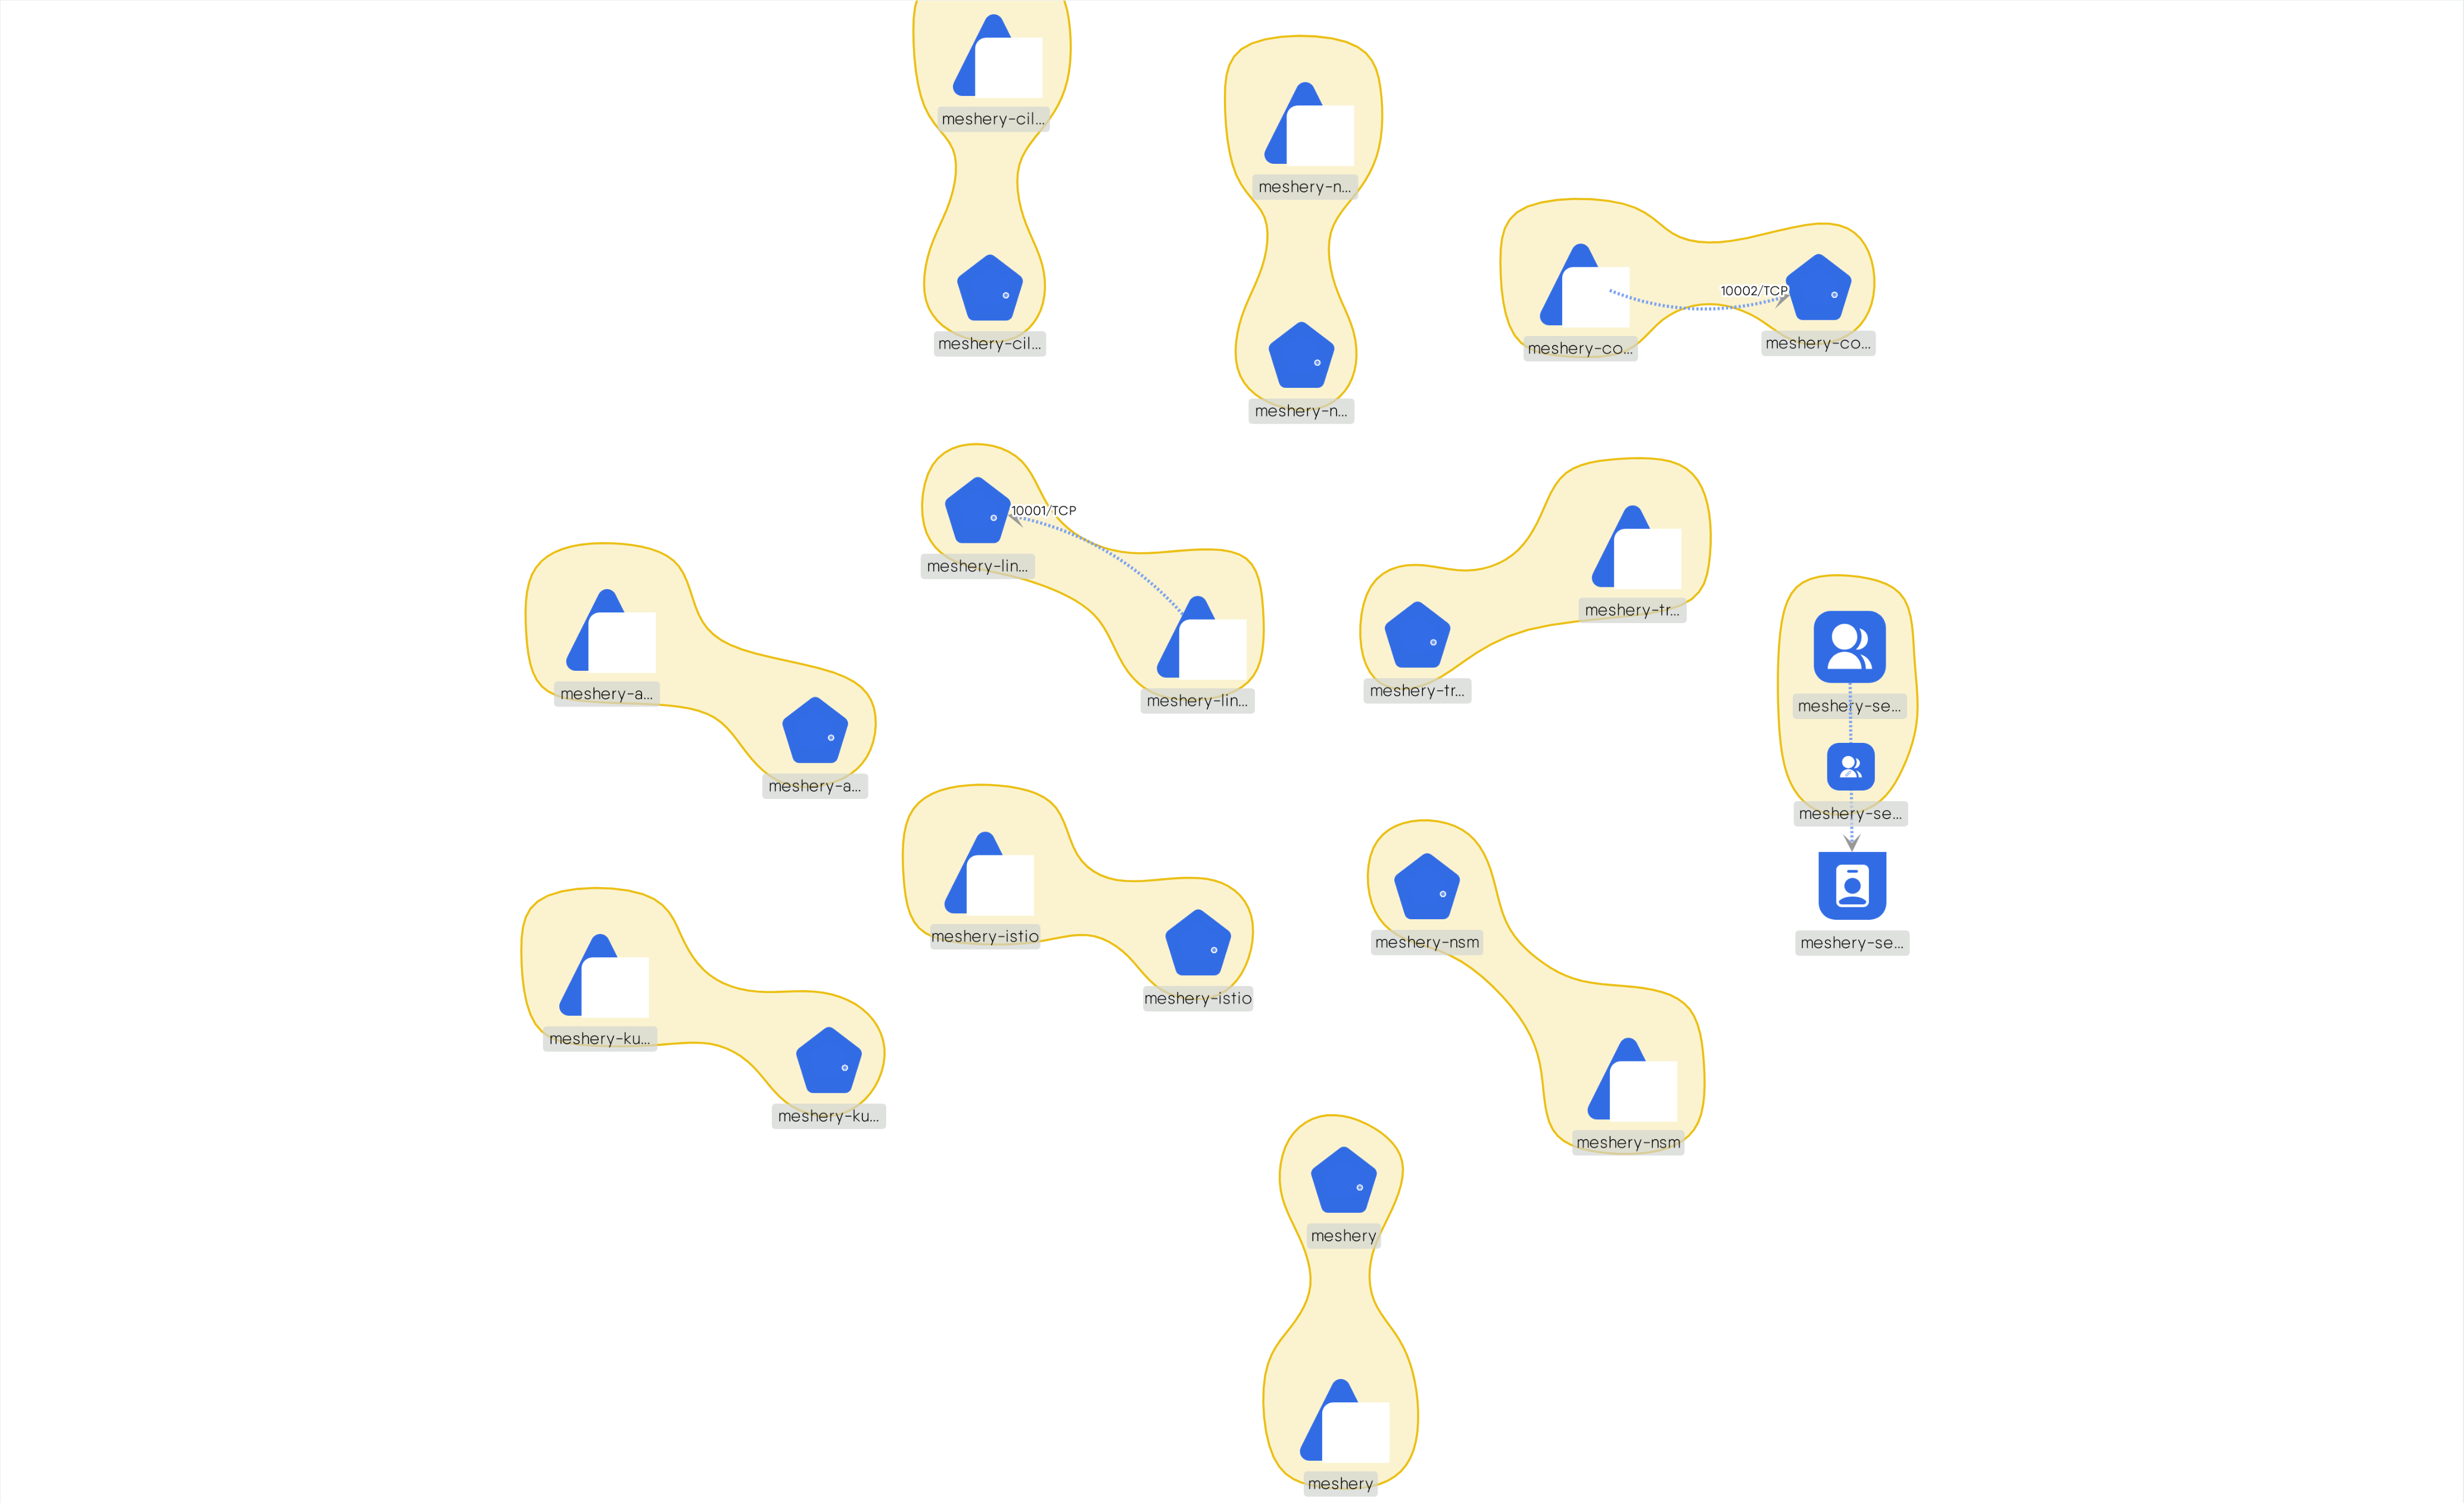 meshery-cil...
meshery-n...
meshery-cil...
10002/TCP
meshery-co...
meshery-co...
meshery-n...
10001/TCP
meshery-lin...
meshery-lin...
meshery-tr...
meshery-tr...
meshery-a...
meshery-a...
meshery-se...
meshery-se...
meshery-se...
meshery-istio
meshery-istio
meshery-nsm
meshery-nsm
meshery-ku...
meshery-ku...
meshery
meshery